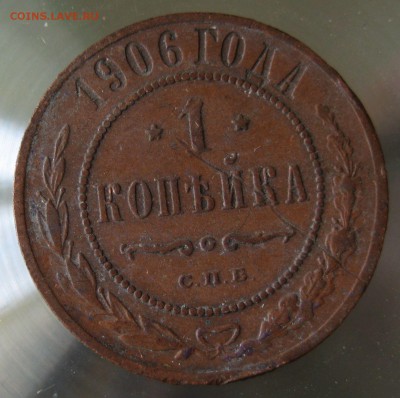 COINS.LAVE.RU
1906 ГОДА
1
КОПѢЙКА
С.П.Б.